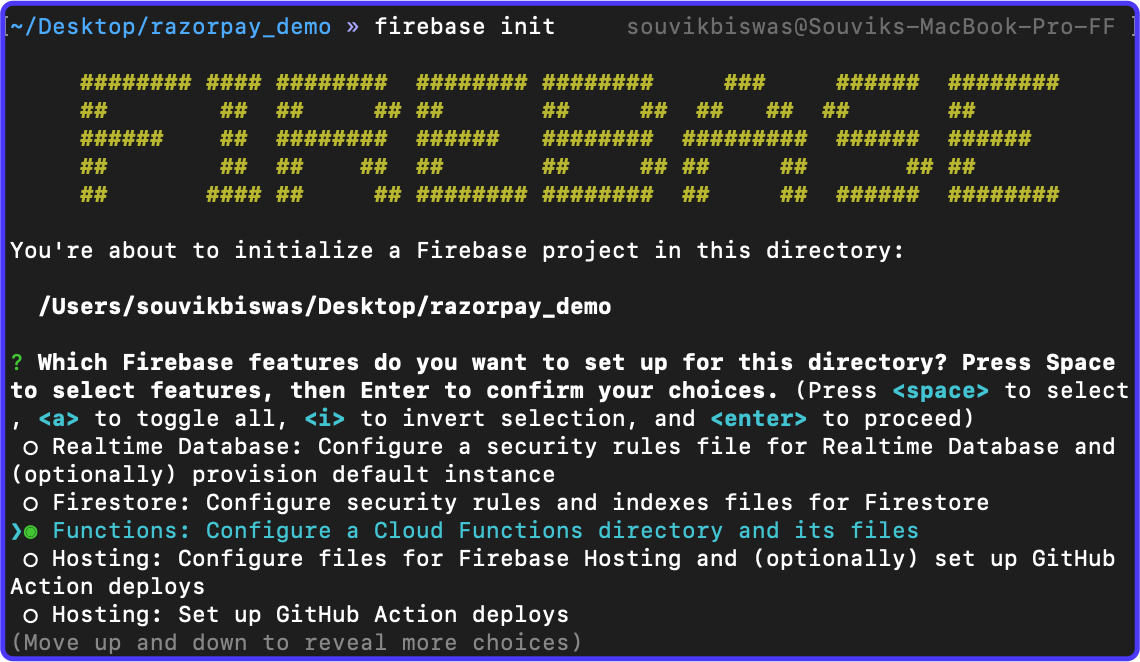 [~/Desktop/razorpay_demo » firebase init souvikbiswas@Souviks-MacBook-Pro-FF ]
######## #### ########  ######## ########     ###     ######  ########
##        ##  ##     ## ##       ##     ##  ##   ##  ##       ##
######    ##  ########  ######   ########  #########  ######  ######
##        ##  ##    ##  ##       ##     ## ##     ##       ## ##
##       #### ##     ## ######## ########  ##     ##  ######  ########
You're about to initialize a Firebase project in this directory:
/Users/souvikbiswas/Desktop/razorpay_demo
? Which Firebase features do you want to set up for this directory? Press Space
to select features, then Enter to confirm your choices. (Press <space> to select
, <a> to toggle all, <i> to invert selection, and <enter> to proceed)
◯ Realtime Database: Configure a security rules file for Realtime Database and
(optionally) provision default instance
◯ Firestore: Configure security rules and indexes files for Firestore
❯◉ Functions: Configure a Cloud Functions directory and its files
◯ Hosting: Configure files for Firebase Hosting and (optionally) set up GitHub
Action deploys
◯ Hosting: Set up GitHub Action deploys
(Move up and down to reveal more choices)